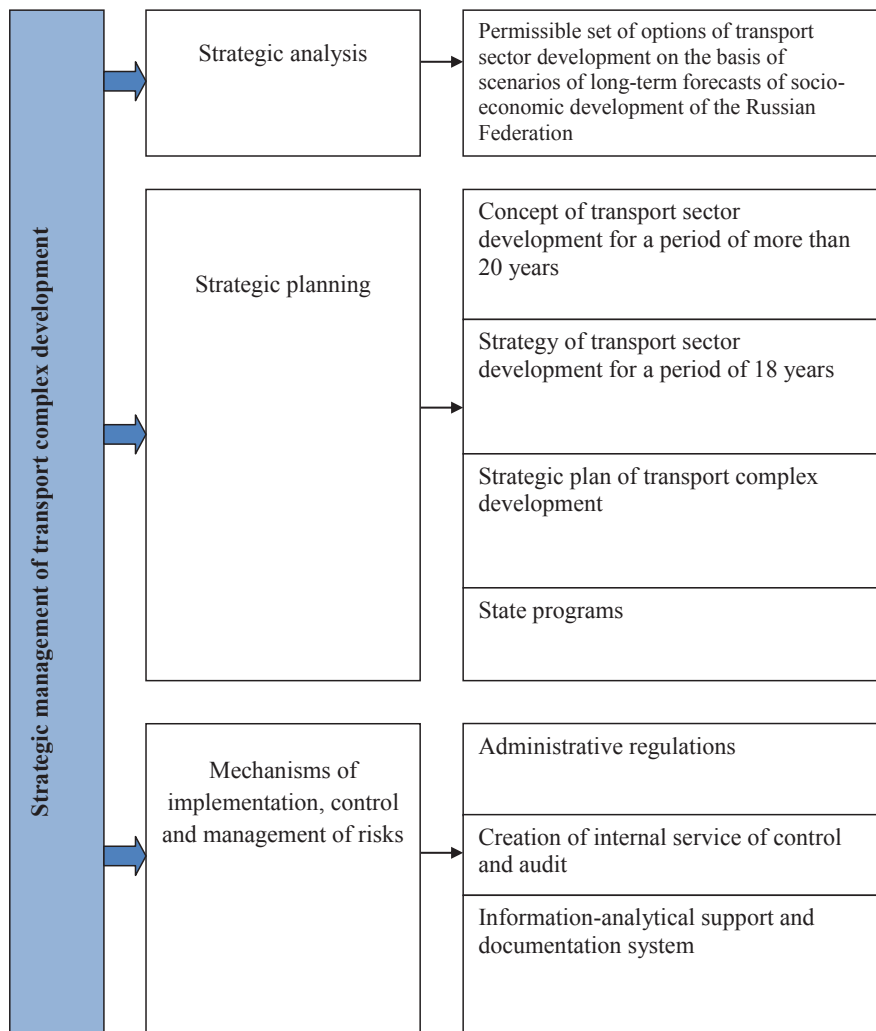 Strategic management of transport complex development
Strategic analysis
Permissible set of options of transport
sector development on the basis of
scenarios of long-term forecasts of socio-
economic development of the Russian
Federation
Strategic planning
Concept of transport sector
development for a period of more than
20 years
Strategy of transport sector
development for a period of 18 years
Strategic plan of transport complex
development
State programs
Mechanisms of
implementation, control
and management of risks
Administrative regulations
Creation of internal service of control
and audit
Information-analytical support and
documentation system